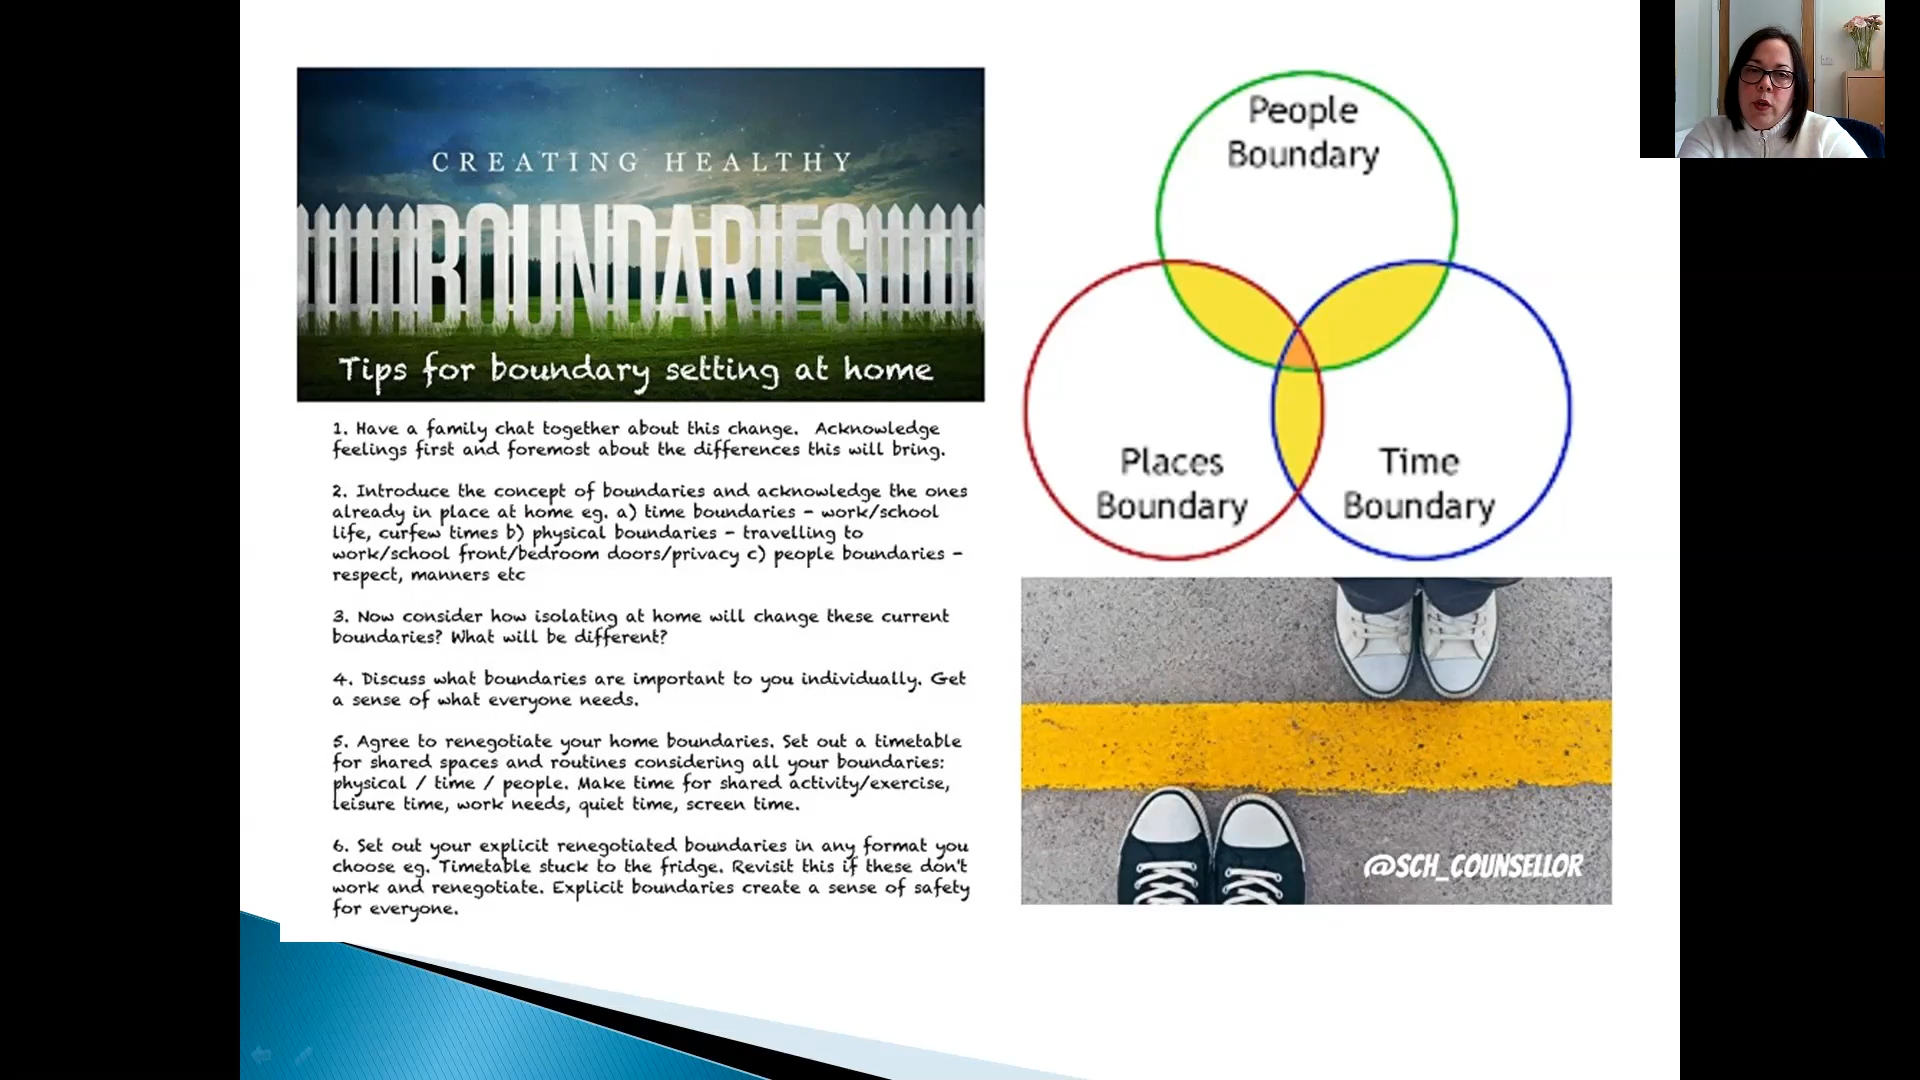 CREATING HEALTHY
BOUNDARIES
Tips for boundary setting at home
1. Have a family chat together about this change.  Acknowledge
feelings first and foremost about the differences this will bring.
2. Introduce the concept of boundaries and acknowledge the ones
already in place at home eg. a) time boundaries - work/school
life, curfew times b) physical boundaries - travelling to
work/school front/bedroom doors/privacy c) people boundaries -
respect, manners etc
3. Now consider how isolating at home will change these current
boundaries? What will be different?
4. Discuss what boundaries are important to you individually. Get
a sense of what everyone needs.
5. Agree to renegotiate your home boundaries. Set out a timetable
for shared spaces and routines considering all your boundaries:
physical / time / people. Make time for shared activity/exercise,
leisure time, work needs, quiet time, screen time.
6. Set out your explicit renegotiated boundaries in any format you
choose eg. Timetable stuck to the fridge. Revisit this if these don't
work and renegotiate. Explicit boundaries create a sense of safety
for everyone.
People
Boundary
Places
Boundary
Time
Boundary
@SCH_COUNSELLOR